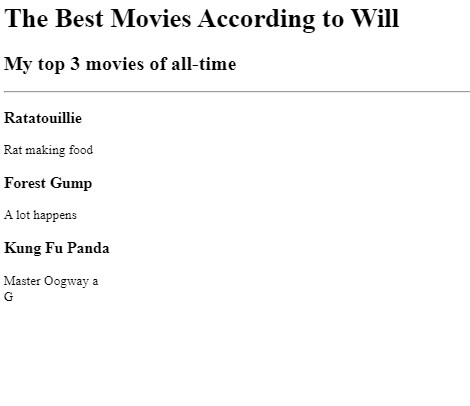 The Best Movies According to Will
My top 3 movies of all-time
Ratatouillie
Rat making food
Forest Gump
A lot happens
Kung Fu Panda
Master Oogway a
G